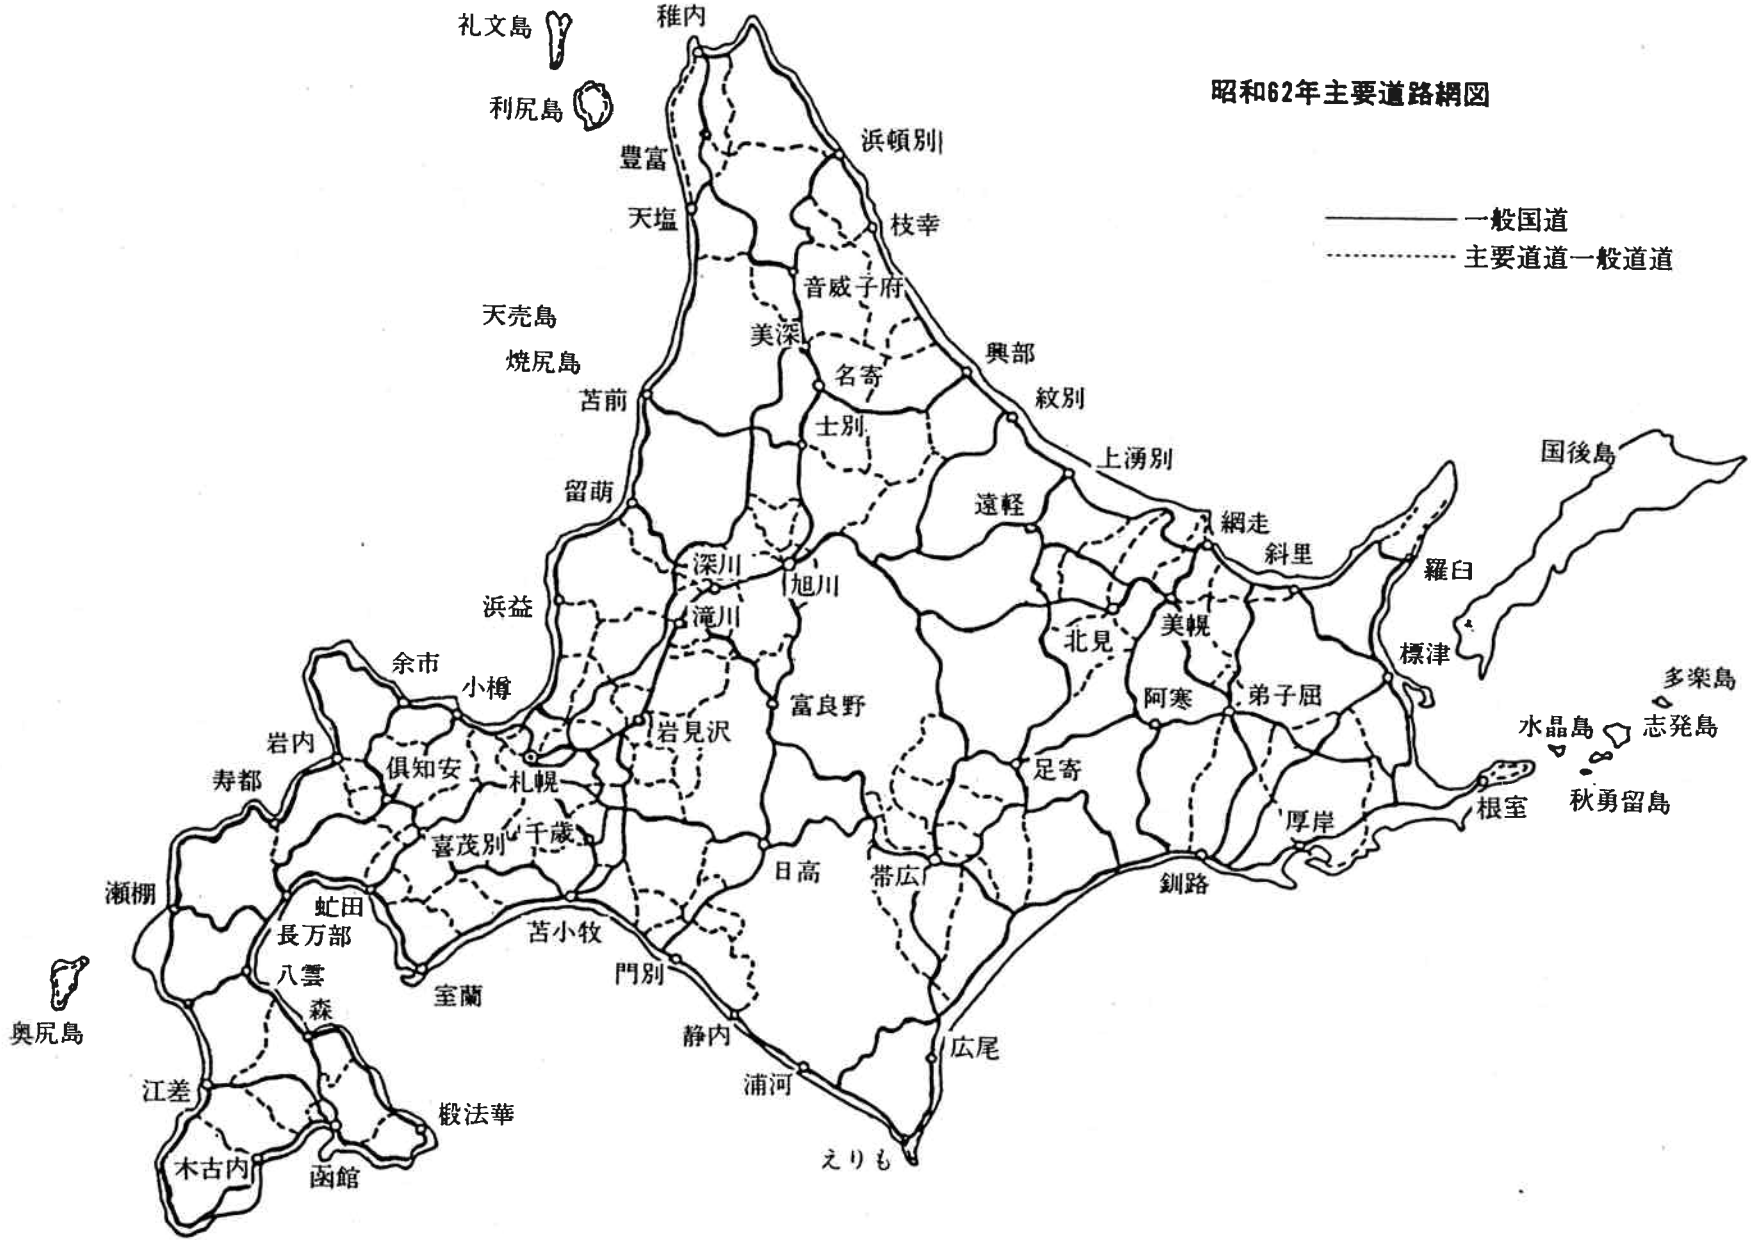 昭和62年主要道路網図
一般国道
主要道道一般道道
礼文島
稚内
利尻島
浜頓別
豊富
天塩
枝幸
音威子府
天売島
美深
焼尻島
興部
名寄
苫前
紋別
士別
上湧別
国後島
留萌
遠軽
網走
斜里
深川
旭川
羅臼
浜益
滝川
北見
美幌
標津
余市
小樽
多楽島
富良野
阿寒
弟子屈
岩見沢
水晶島
志発島
岩内
俱知安
札幌
足寄
寿都
根室
秋勇留島
喜茂別
千歳
厚岸
日高
帯広
釧路
瀬棚
虻田
長万部
苫小牧
八雲
門別
室蘭
森
奥尻島
静内
広尾
江差
浦河
椴法華
木古内
函館
えりも